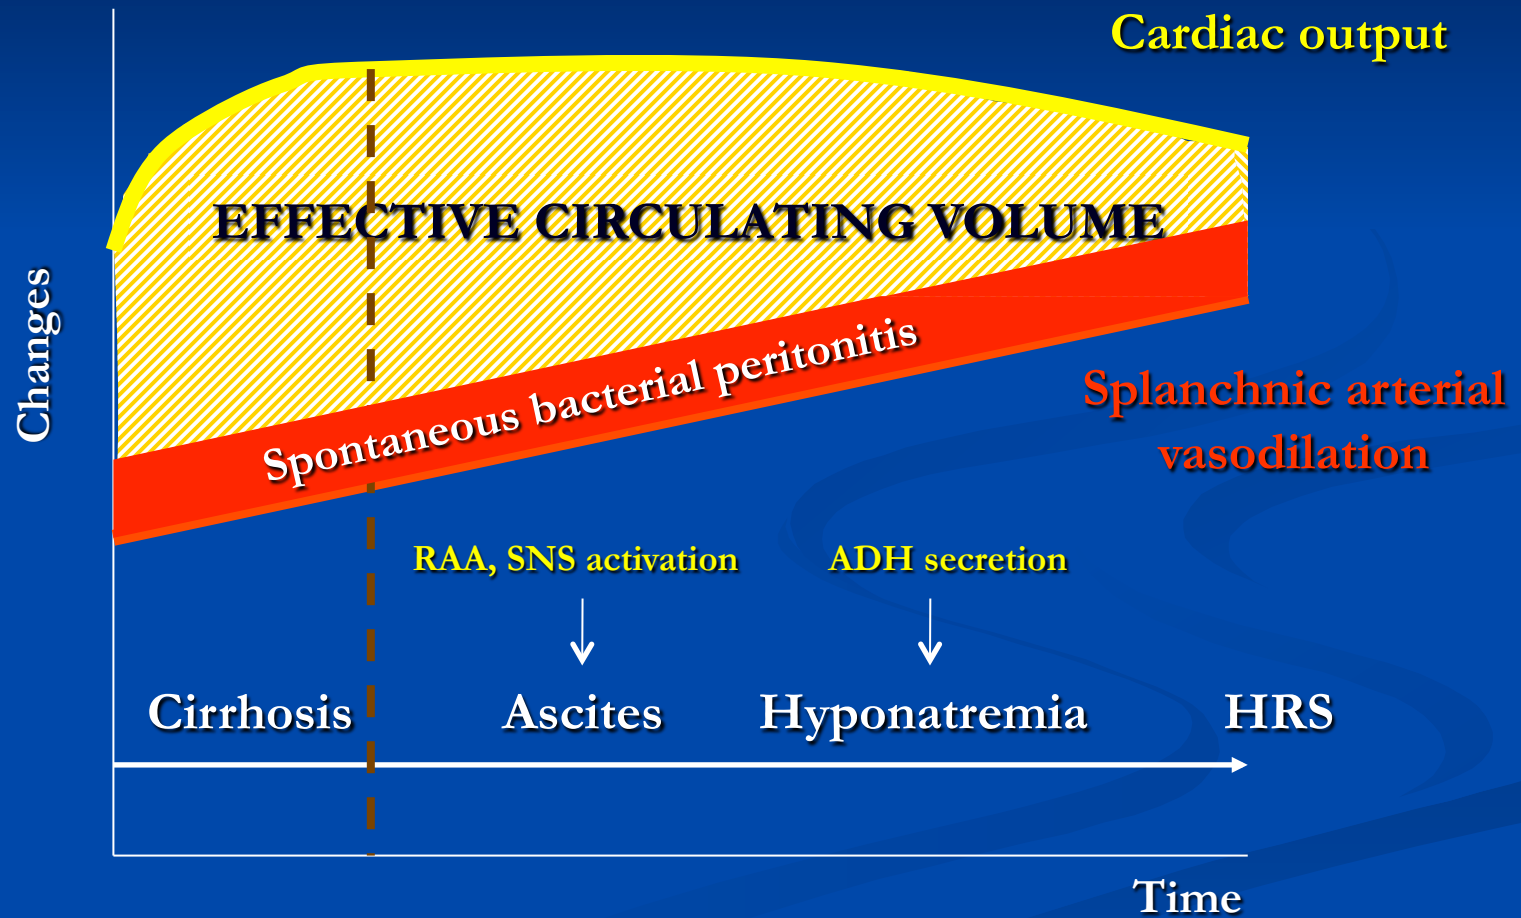 Cardiac output
EFFECTIVE CIRCULATING VOLUME
Changes
Spontaneous bacterial peritonitis
Splanchnic arterial
vasodilation
RAA, SNS activation
ADH secretion
Cirrhosis
Ascites
Hyponatremia
HRS
Time